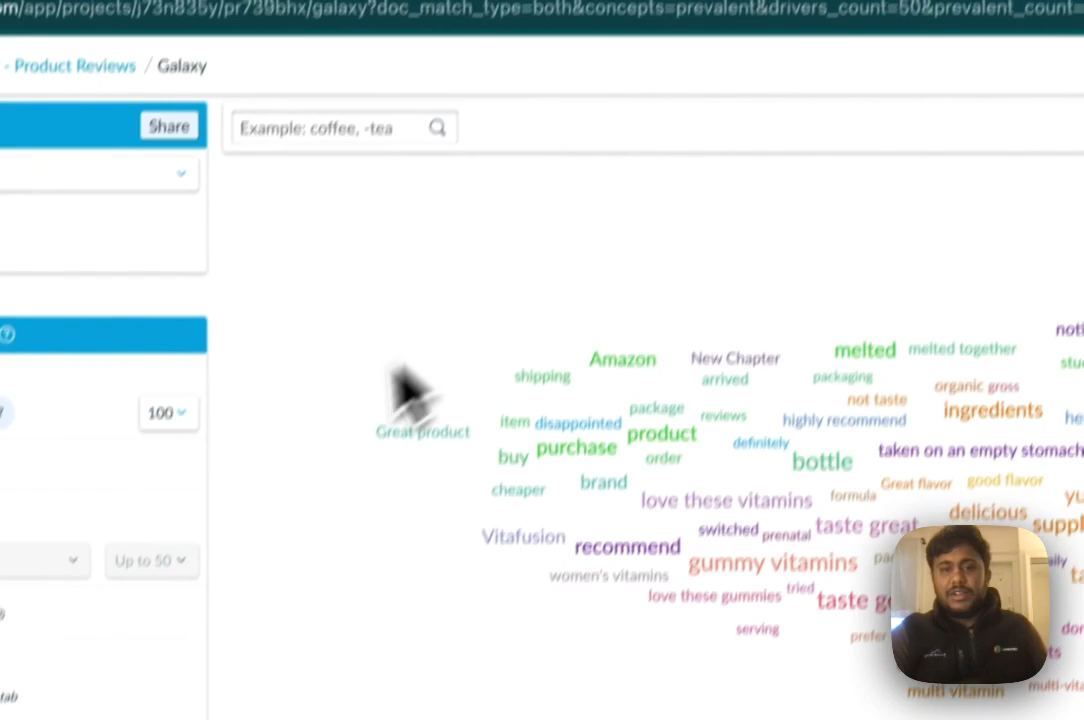 m/app/projects/j73n835y/pr739bhx/galaxy?doc_match_type=both&concepts=prevalent&drivers_count=50&prevalent_count=
- Product Reviews / Galaxy
Share
Example: coffee, -tea
100
Up to 50
tab
Amazon New Chapter melted melted together
shipping arrived packaging
organic gross
not taste
package reviews highly recommend ingredients
item disappointed
Great product product definitely
buy purchase order bottle taken on an empty stomach
cheaper brand Great flavor good flavor
love these vitamins formula
delicious
Vitafusion switched prenatal taste great
recommend
women's vitamins gummy vitamins
love these gummies tried
serving prefer
multi vitamin